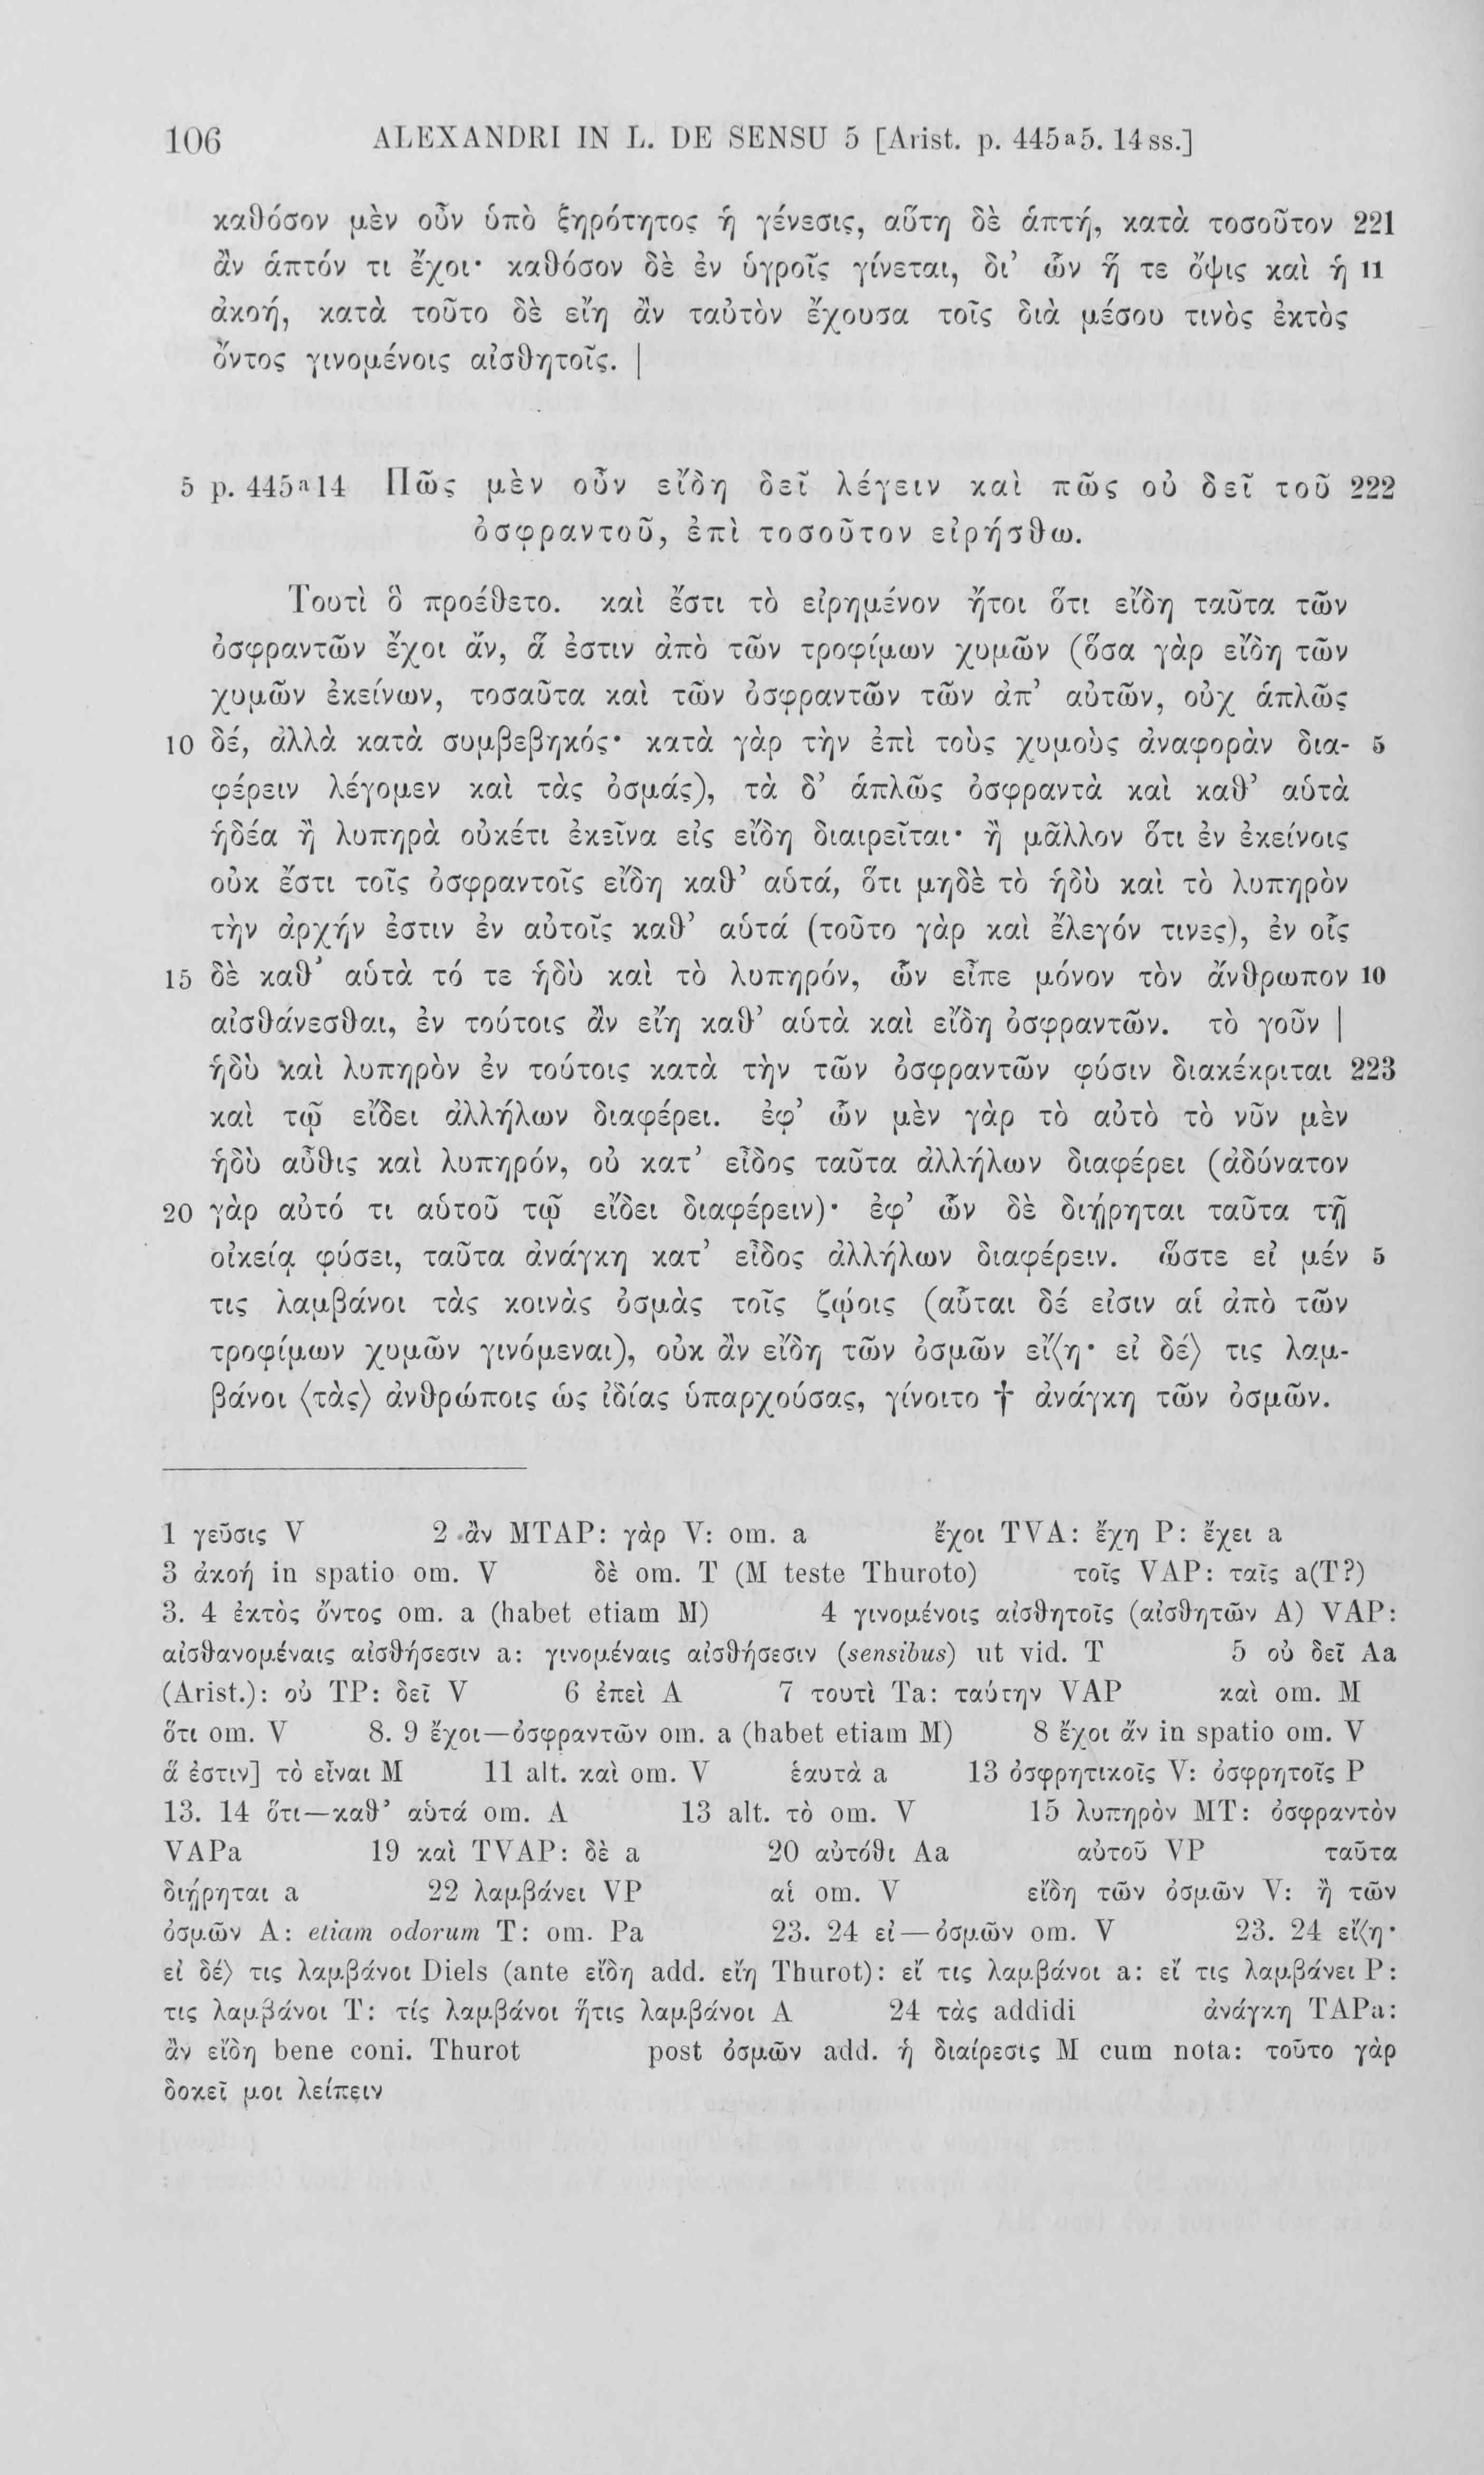 106 ALEXANDRI IN L. DE SENSU 5 [Arist. p. 445ᵃ5. 14ss.]
καθόσον μὲν οὖν ὑπὸ ξηρότητος ἡ γένεσις, αὕτη δὲ ἁπτή, κατὰ τοσοῦτον 221
ἂν ἁπτόν τι ἔχοι· καθόσον δὲ ἐν ὑγροῖς γίνεται, δι’ ὧν ἥ τε ὄψις καὶ ἡ 11
ἀκοή, κατὰ τοῦτο δὲ εἴη ἂν ταὐτὸν ἔχουσα τοῖς διὰ μέσου τινὸς ἐκτὸς
ὄντος γινομένοις αἰσθητοῖς. |
5 p. 445ᵃ14 Πῶς μὲν οὖν εἴδη δεῖ λέγειν καὶ πῶς οὐ δεῖ τοῦ 222
ὀσφραντοῦ, ἐπὶ τοσοῦτον εἰρήσθω.
Τουτὶ ὃ προέθετο. καὶ ἔστι τὸ εἰρημένον ἤτοι ὅτι εἴδη ταῦτα τῶν
ὀσφραντῶν ἔχοι ἄν, ἅ ἐστιν ἀπὸ τῶν τροφίμων χυμῶν (ὅσα γὰρ εἴδη τῶν
χυμῶν ἐκείνων, τοσαῦτα καὶ τῶν ὀσφραντῶν τῶν ἀπ’ αὐτῶν, οὐχ ἁπλῶς
10 δέ, ἀλλὰ κατὰ συμβεβηκός· κατὰ γὰρ τὴν ἐπὶ τοὺς χυμοὺς ἀναφορὰν δια- 5
φέρειν λέγομεν καὶ τὰς ὀσμάς), τὰ δ’ ἁπλῶς ὀσφραντὰ καὶ καθ’ αὑτὰ
ἡδέα ἢ λυπηρὰ οὐκέτι ἐκεῖνα εἰς εἴδη διαιρεῖται· ἢ μᾶλλον ὅτι ἐν ἐκείνοις
οὐκ ἔστι τοῖς ὀσφραντοῖς εἴδη καθ’ αὑτά, ὅτι μηδὲ τὸ ἡδὺ καὶ τὸ λυπηρὸν
τὴν ἀρχήν ἐστιν ἐν αὐτοῖς καθ’ αὑτά (τοῦτο γὰρ καὶ ἔλεγόν τινες), ἐν οἷς
15 δὲ καθ’ αὑτὰ τό τε ἡδὺ καὶ τὸ λυπηρόν, ὧν εἶπε μόνον τὸν ἄνθρωπον 10
αἰσθάνεσθαι, ἐν τούτοις ἂν εἴη καθ’ αὑτὰ καὶ εἴδη ὀσφραντῶν. τὸ γοῦν |
ἡδὺ καὶ λυπηρὸν ἐν τούτοις κατὰ τὴν τῶν ὀσφραντῶν φύσιν διακέκριται 223
καὶ τῷ εἴδει ἀλλήλων διαφέρει. ἐφ’ ὧν μὲν γὰρ τὸ αὐτὸ τὸ νῦν μὲν
ἡδὺ αὖθις καὶ λυπηρόν, οὐ κατ’ εἶδος ταῦτα ἀλλήλων διαφέρει (ἀδύνατον
20 γὰρ αὐτό τι αὑτοῦ τῷ εἴδει διαφέρειν)· ἐφ’ ὧν δὲ διῄρηται ταῦτα τῇ
οἰκείᾳ φύσει, ταῦτα ἀνάγκη κατ’ εἶδος ἀλλήλων διαφέρειν. ὥστε εἰ μέν 5
τις λαμβάνοι τὰς κοινὰς ὀσμὰς τοῖς ζῴοις (αὗται δέ εἰσιν αἱ ἀπὸ τῶν
τροφίμων χυμῶν γινόμεναι), οὐκ ἂν εἴδη τῶν ὀσμῶν εἴ⟨η· εἰ δέ⟩ τις λαμ-
βάνοι ⟨τὰς⟩ ἀνθρώποις ὡς ἰδίας ὑπαρχούσας, γίνοιτο † ἀνάγκη τῶν ὀσμῶν.
1 γεῦσις V 2 ἂν MTAP: γὰρ V: om. a ἔχοι TVA: ἔχη P: ἔχει a
3 ἀκοή in spatio om. V δὲ om. T (M teste Thuroto) τοῖς VAP: ταῖς a(T?)
3. 4 ἐκτὸς ὄντος om. a (habet etiam M) 4 γινομένοις αἰσθητοῖς (αἰσθητῶν A) VAP:
αἰσθανομέναις αἰσθήσεσιν a: γινομέναις αἰσθήσεσιν (sensibus) ut vid. T 5 οὐ δεῖ Aa
(Arist.): οὐ TP: δεῖ V 6 ἐπεὶ A 7 τουτὶ Ta: ταύτην VAP καὶ om. M
ὅτι om. V 8. 9 ἔχοι—ὀσφραντῶν om. a (habet etiam M) 8 ἔχοι ἄν in spatio om. V
ἅ ἐστιν] τὸ εἶναι M 11 alt. καὶ om. V ἑαυτὰ a 13 ὀσφρητικοῖς V: ὀσφρητοῖς P
13. 14 ὅτι—καθ’ αὑτά om. A 13 alt. τὸ om. V 15 λυπηρὸν MT: ὀσφραντὸν
VAPa 19 καὶ TVAP: δὲ a 20 αὐτόθι Aa αὐτοῦ VP ταῦτα
διῄρηται a 22 λαμβάνει VP αἱ om. V εἴδη τῶν ὀσμῶν V: ἢ τῶν
ὀσμῶν A: etiam odorum T: om. Pa 23. 24 εἰ—ὀσμῶν om. V 23. 24 εἴ⟨η·
εἰ δέ⟩ τις λαμβάνοι Diels (ante εἴδη add. εἴη Thurot): εἴ τις λαμβάνοι a: εἴ τις λαμβάνει P:
τις λαμβάνοι T: τίς λαμβάνοι ἥτις λαμβάνοι A 24 τὰς addidi ἀνάγκη TAPa:
ἂν εἴδη bene coni. Thurot post ὀσμῶν add. ἡ διαίρεσις M cum nota: τοῦτο γὰρ
δοκεῖ μοι λείπειν